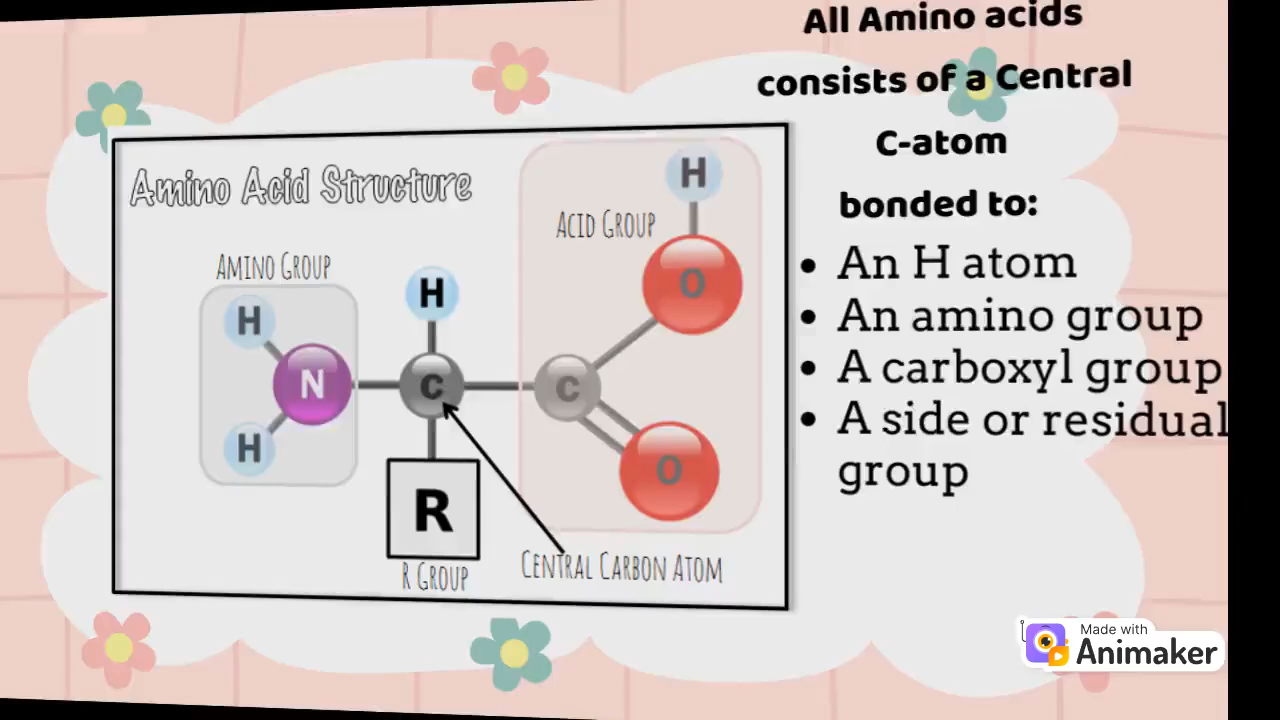 All Amino acids
consists of a Central
C-atom
bonded to:
• An H atom
• An amino group
• A carboxyl group
• A side or residual
group
Amino Acid Structure
H
ACID GROUP
O
AMINO GROUP
H
H
N
C
C
H
O
R
R GROUP
CENTRAL CARBON ATOM
Made with
Animaker